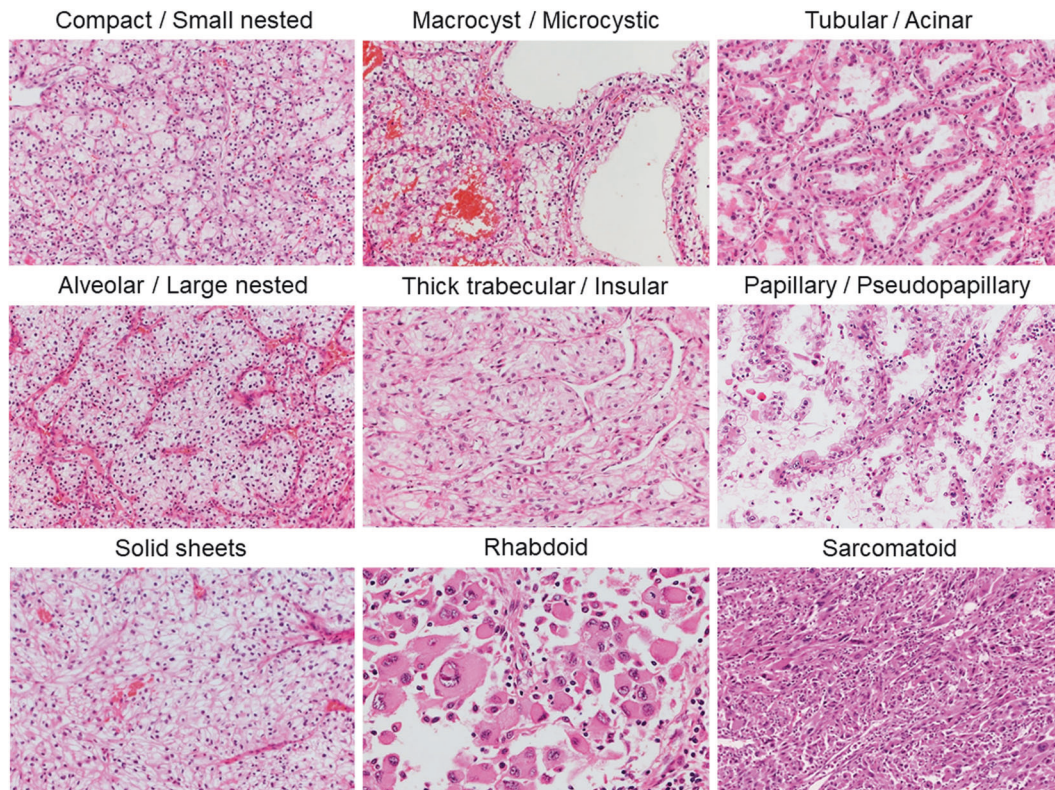 Compact / Small nested
Macrocyst / Microcystic
Tubular / Acinar
Alveolar / Large nested
Thick trabecular / Insular
Papillary / Pseudopapillary
Solid sheets
Rhabdoid
Sarcomatoid